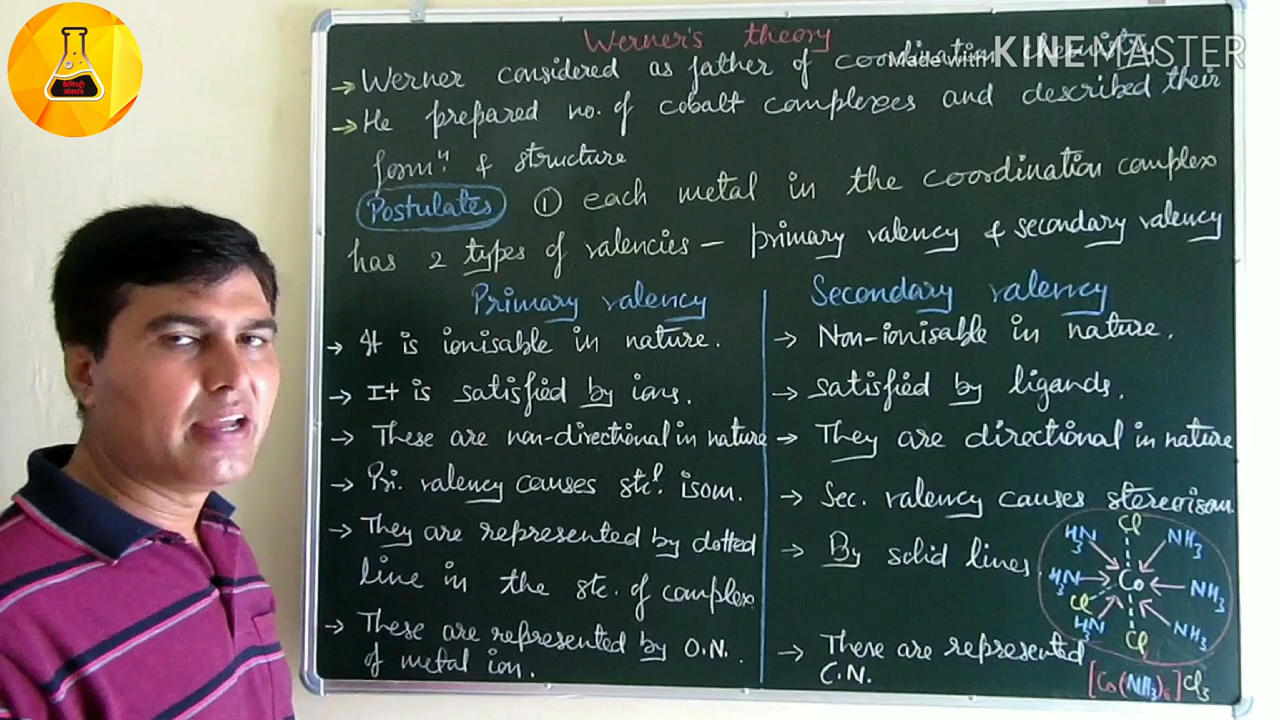 केमिस्ट्री
Made with KINEMASTER
Werner's theory
→ Werner considered as father of coordination chemistry
→ He prepared no. of cobalt complexes and described their
formⁿ. & structure
Postulates ① each metal in the coordination complex
has 2 types of valencies – primary valency & secondary valency
Primary valency
→ It is ionisable in nature.
→ It is satisfied by ions.
→ These are non-directional in nature
→ Pri. valency causes stcˡ. isom.
→ They are represented by dotted
line in the stc. of complex
→ These are represented by O.N.
of metal ion.
Secondary valency
→ Non-ionisable in nature.
→ satisfied by ligands.
→ They are directional in nature
→ Sec. valency causes stereoisom.
→ By solid lines
→ These are represented
C.N.
Cl
H₃N NH₃
H₃N Co NH₃
Cl
H₃N NH₃
Cl
[Co(NH₃)₆]Cl₃